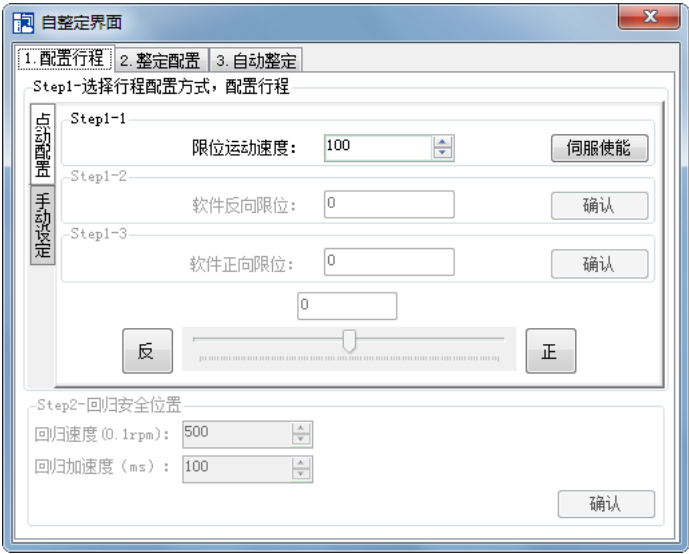 自整定界面
1.配置行程 2.整定配置 3.自动整定
Step1-选择行程配置方式，配置行程
点动配置
手动设定
Step1-1
限位运动速度： 100 伺服使能
Step1-2
软件反向限位： 0 确认
Step1-3
软件正向限位： 0 确认
0
反 正
Step2-回归安全位置
回归速度(0.1rpm)： 500
回归加速度（ms）： 100
确认